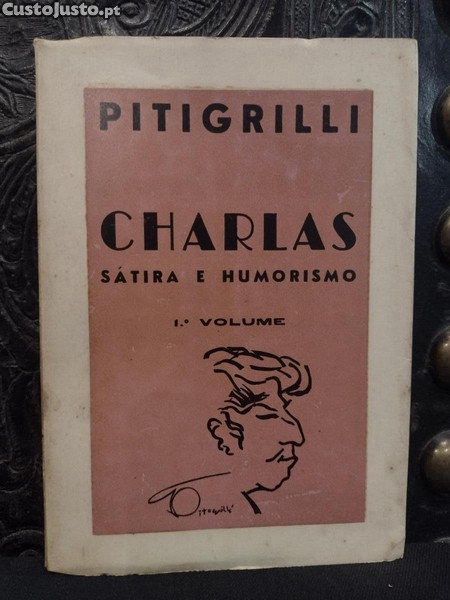 CustoJusto.pt
PITIGRILLI
CHARLAS
SÁTIRA E HUMORISMO
1.º VOLUME
Pitigrilli